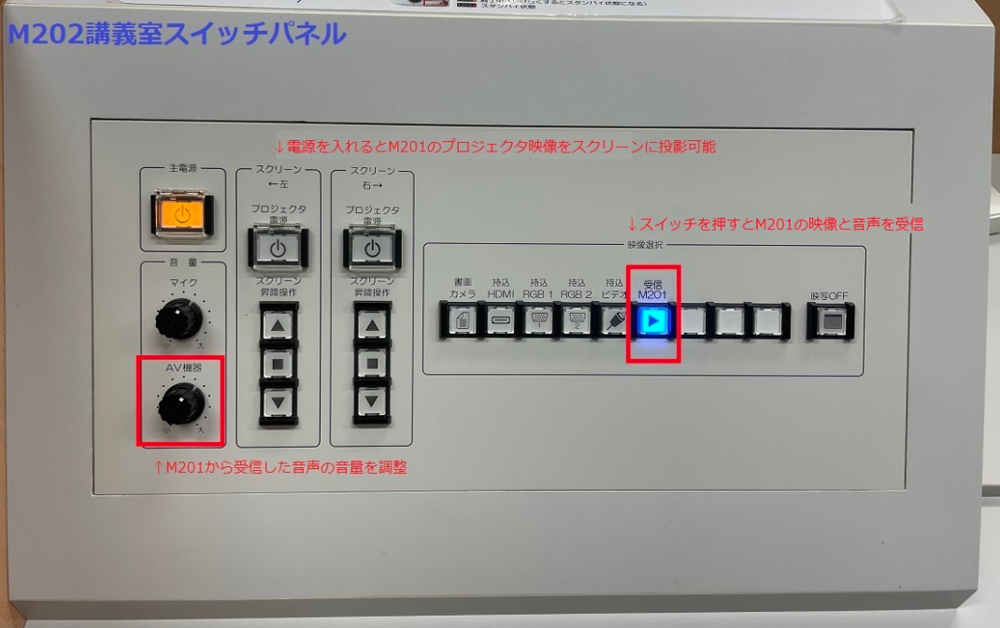 スタンバイ状態
M202講義室スイッチパネル
↓電源を入れるとM201のプロジェクタ映像をスクリーンに投影可能
主電源
スクリーン
←左
スクリーン
右→
プロジェクタ
電源
プロジェクタ
電源
↓スイッチを押すとM201の映像と音声を受信
映像選択
音 量
マイク
小 大
スクリーン
昇降操作
スクリーン
昇降操作
書画
カメラ
持込
HDMI
持込
RGB 1
持込
RGB 2
持込
ビデオ
受信
M201
映写OFF
1
2
AV機器
小 大
↑M201から受信した音声の音量を調整